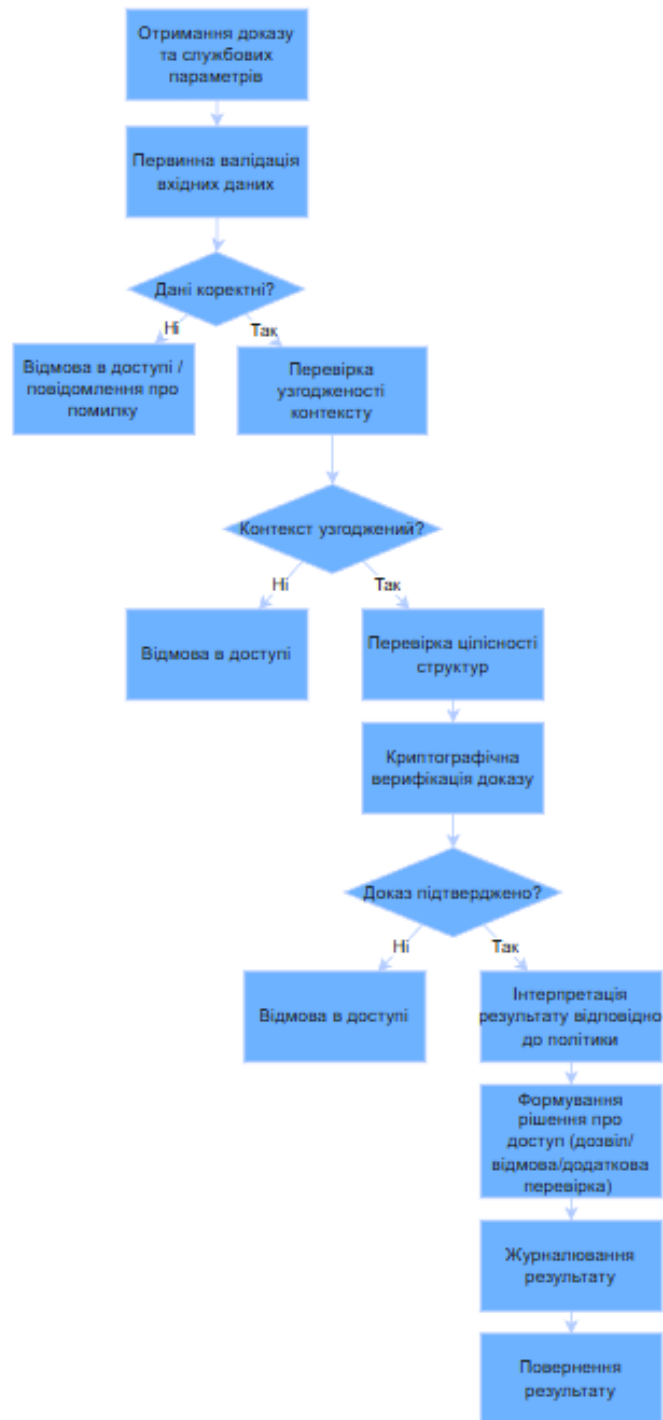 Отримання доказу
та службових
параметрів
Первинна валідація
вхідних даних
Дані коректні?
Ні
Так
Відмова в доступі /
повідомлення про
помилку
Перевірка
узгодженості
контексту
Контекст узгоджений?
Ні
Так
Відмова в доступі
Перевірка цілісності
структур
Криптографічна
верифікація доказу
Доказ підтверджено?
Ні
Так
Відмова в доступі
Інтерпретація
результату відповідно
до політики
Формування
рішення про
доступ (дозвіл/
відмова/додаткова
перевірка)
Журналювання
результату
Повернення
результату